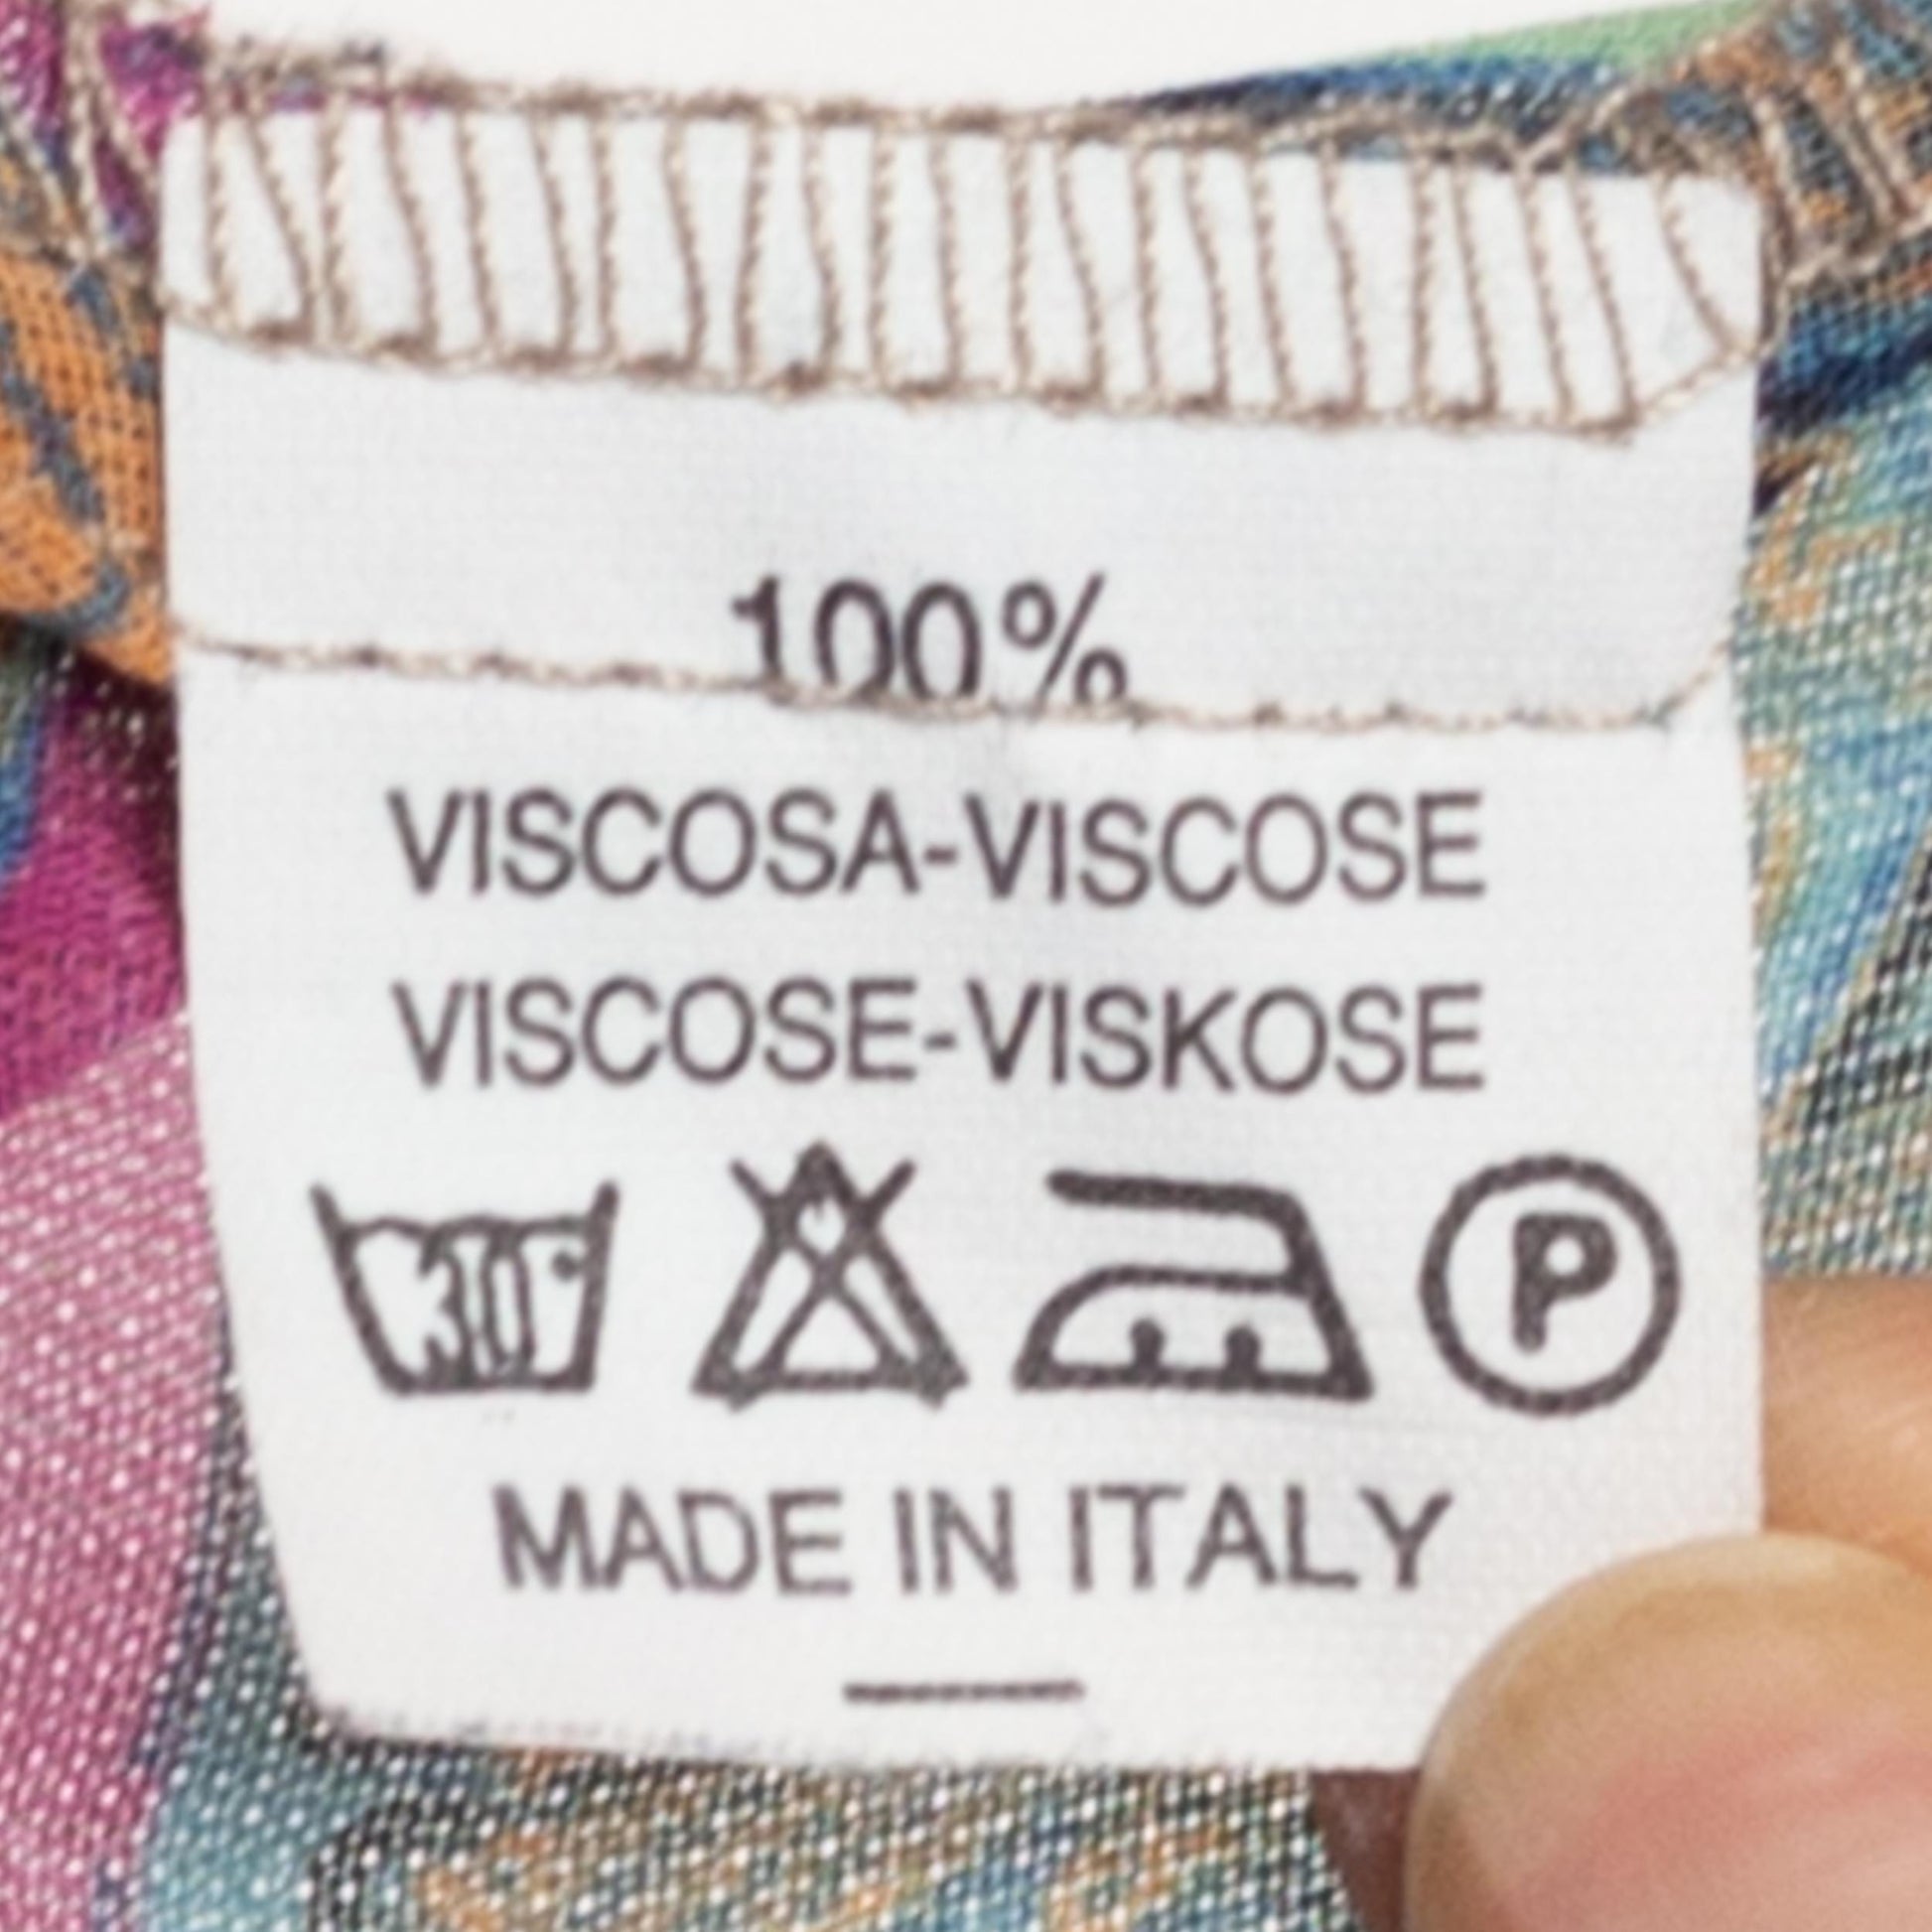 100%
VISCOSA-VISCOSE
VISCOSE-VISKOSE
P
MADE IN ITALY